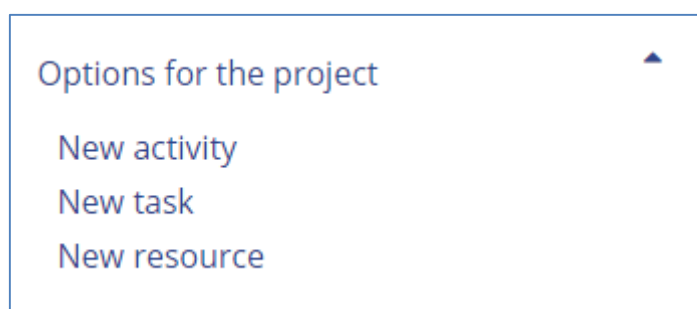 Options for the project
New activity
New task
New resource